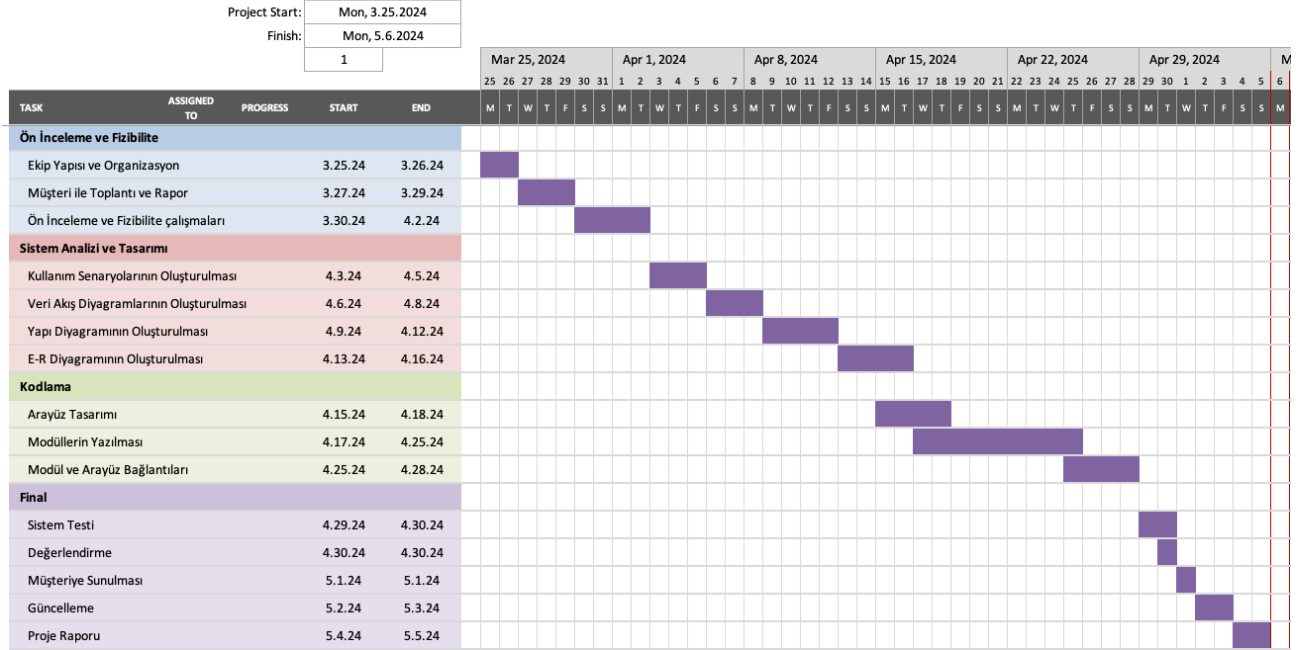 Project Start: Mon, 3.25.2024
Finish: Mon, 5.6.2024
1
Mar 25, 2024 Apr 1, 2024 Apr 8, 2024 Apr 15, 2024 Apr 22, 2024 Apr 29, 2024 M
25 26 27 28 29 30 31 1 2 3 4 5 6 7 8 9 10 11 12 13 14 15 16 17 18 19 20 21 22 23 24 25 26 27 28 29 30 1 2 3 4 5 6
TASK ASSIGNED TO PROGRESS START END M T W T F S S M T W T F S S M T W T F S S M T W T F S S M T W T F S S M T W T F S S M
Ön İnceleme ve Fizibilite
Ekip Yapısı ve Organizasyon 3.25.24 3.26.24
Müşteri ile Toplantı ve Rapor 3.27.24 3.29.24
Ön İnceleme ve Fizibilite çalışmaları 3.30.24 4.2.24
Sistem Analizi ve Tasarımı
Kullanım Senaryolarının Oluşturulması 4.3.24 4.5.24
Veri Akış Diyagramlarının Oluşturulması 4.6.24 4.8.24
Yapı Diyagramının Oluşturulması 4.9.24 4.12.24
E-R Diyagramının Oluşturulması 4.13.24 4.16.24
Kodlama
Arayüz Tasarımı 4.15.24 4.18.24
Modüllerin Yazılması 4.17.24 4.25.24
Modül ve Arayüz Bağlantıları 4.25.24 4.28.24
Final
Sistem Testi 4.29.24 4.30.24
Değerlendirme 4.30.24 4.30.24
Müşteriye Sunulması 5.1.24 5.1.24
Güncelleme 5.2.24 5.3.24
Proje Raporu 5.4.24 5.5.24